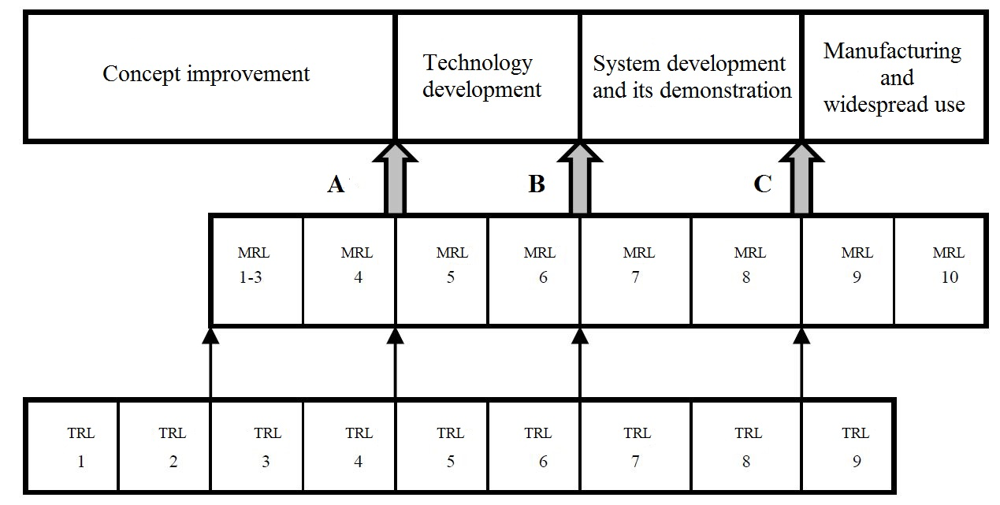 Concept improvement
Technology
development
System development
and its demonstration
Manufacturing
and
widespread use
A
B
C
MRL
1-3
MRL
4
MRL
5
MRL
6
MRL
7
MRL
8
MRL
9
MRL
10
TRL
1
TRL
2
TRL
3
TRL
4
TRL
5
TRL
6
TRL
7
TRL
8
TRL
9